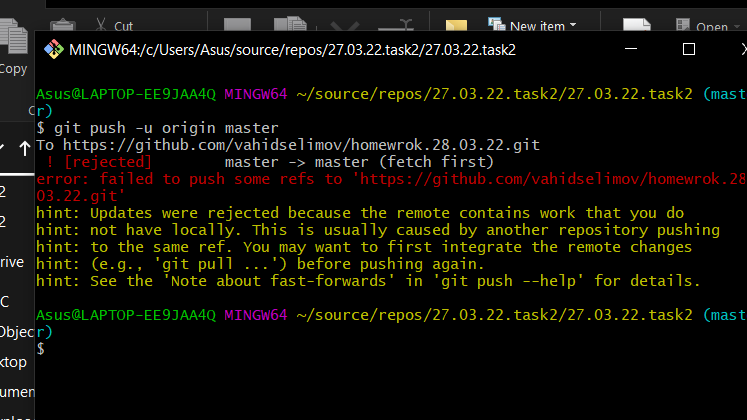 Cut
New item
Open
Copy
MINGW64:/c/Users/Asus/source/repos/27.03.22.task2/27.03.22.task2
Asus@LAPTOP-EE9JAA4Q MINGW64 ~/source/repos/27.03.22.task2/27.03.22.task2 (mast
r)
$ git push -u origin master
To https://github.com/vahidselimov/homewrok.28.03.22.git
! [rejected] master -> master (fetch first)
error: failed to push some refs to 'https://github.com/vahidselimov/homewrok.28
03.22.git'
hint: Updates were rejected because the remote contains work that you do
hint: not have locally. This is usually caused by another repository pushing
hint: to the same ref. You may want to first integrate the remote changes
hint: (e.g., 'git pull ...') before pushing again.
hint: See the 'Note about fast-forwards' in 'git push --help' for details.
Asus@LAPTOP-EE9JAA4Q MINGW64 ~/source/repos/27.03.22.task2/27.03.22.task2 (mast
r)
$
2
2
rive
C
Objec
ktop
umen